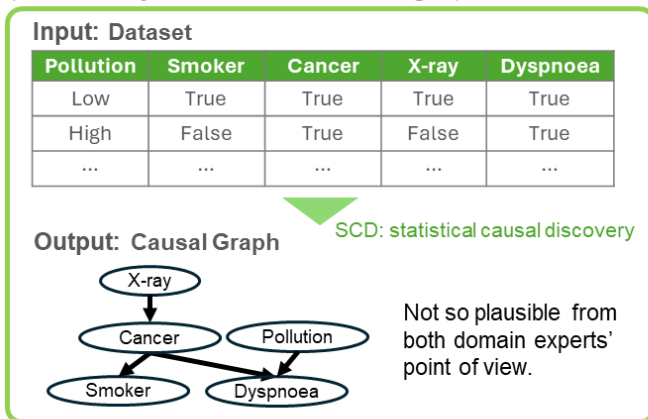 Input: Dataset
Pollution Smoker Cancer X-ray Dyspnoea
Low True True True True
High False True False True
... ... ... ... ...
SCD: statistical causal discovery
Output: Causal Graph
X-ray
Cancer Pollution
Smoker Dyspnoea
Not so plausible from
both domain experts'
point of view.